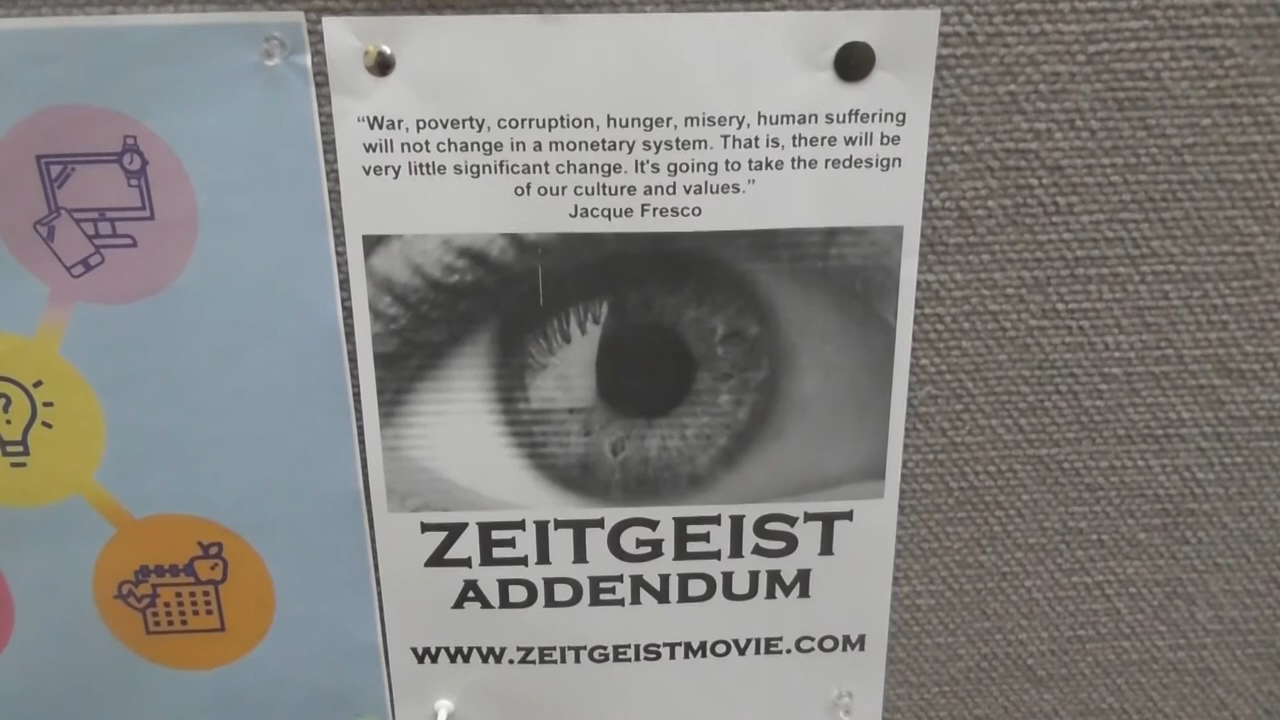 “War, poverty, corruption, hunger, misery, human suffering
will not change in a monetary system. That is, there will be
very little significant change. It's going to take the redesign
of our culture and values.”
Jacque Fresco
ZEITGEIST
ADDENDUM
WWW.ZEITGEISTMOVIE.COM
?